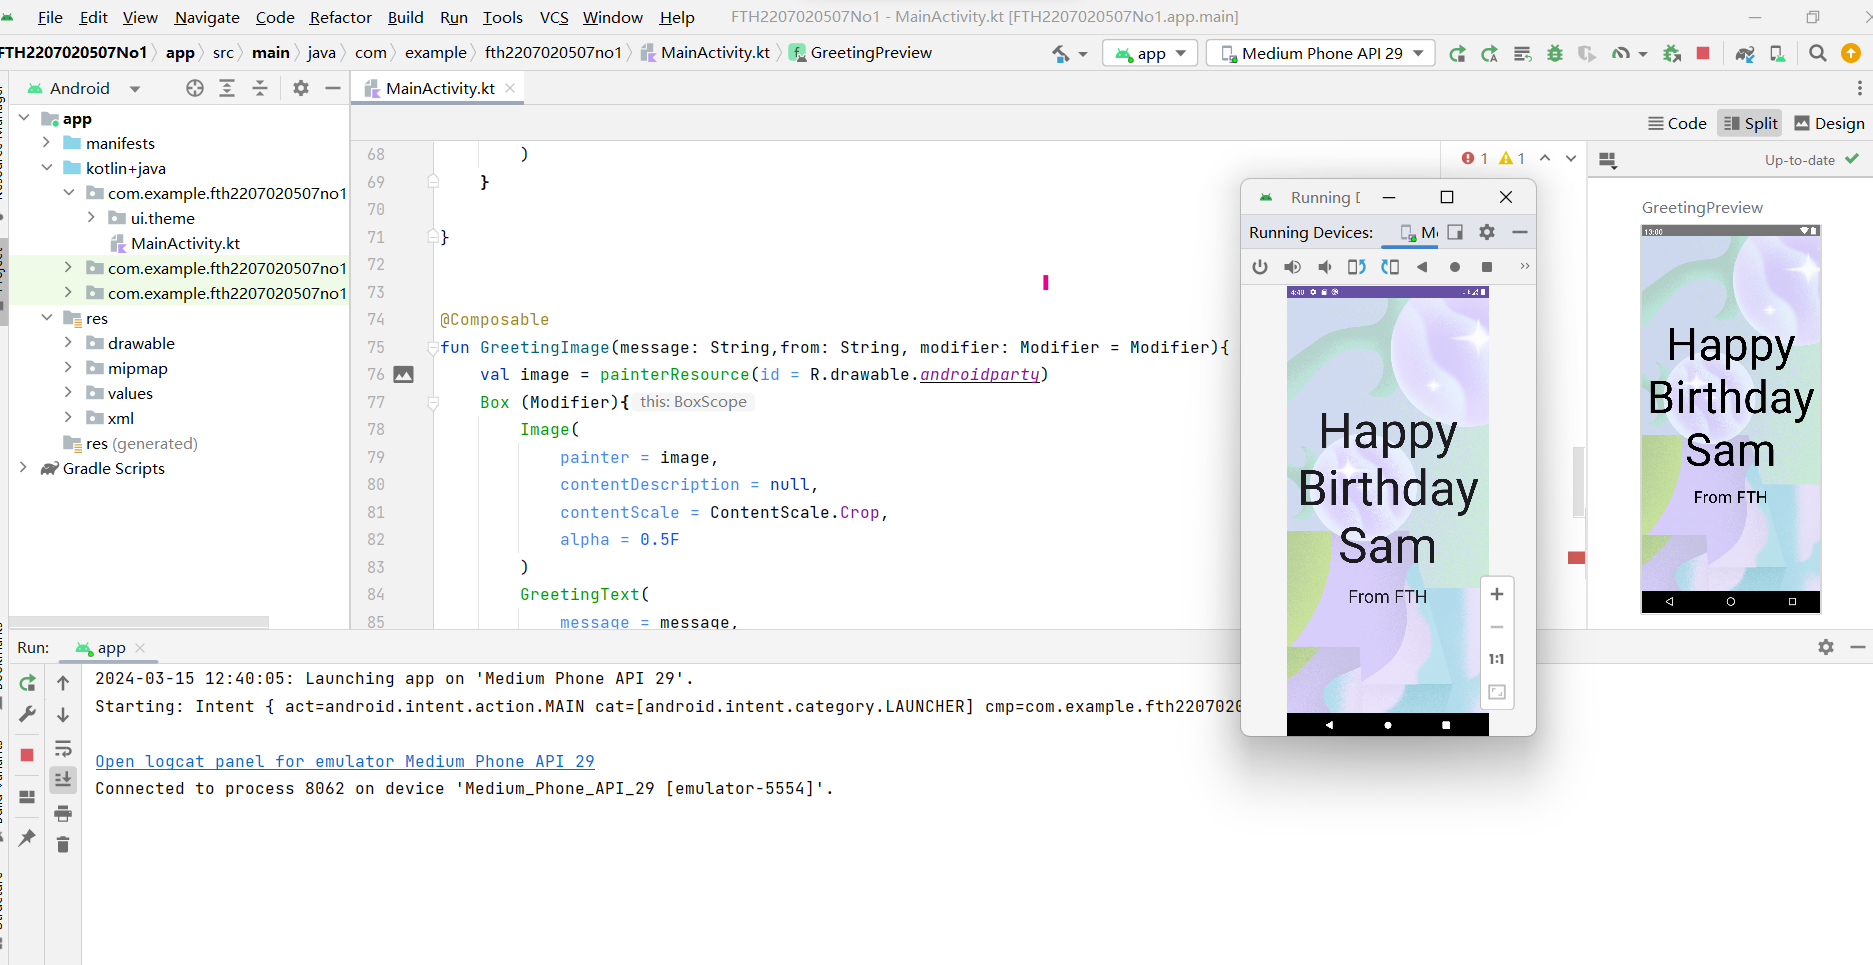 File Edit View Navigate Code Refactor Build Run Tools VCS Window Help FTH2207020507No1 - MainActivity.kt [FTH2207020507No1.app.main]
FTH2207020507No1 app src main java com example fth2207020507no1 MainActivity.kt GreetingPreview app Medium Phone API 29
Android MainActivity.kt
Code Split Design
app
manifests
kotlin+java
com.example.fth2207020507no1
ui.theme
MainActivity.kt
com.example.fth2207020507no1
com.example.fth2207020507no1
res
drawable
mipmap
values
xml
res (generated)
Gradle Scripts
Project
68 )
69 }
70
71 }
72
73
74 @Composable
75 fun GreetingImage(message: String,from: String, modifier: Modifier = Modifier){
76 val image = painterResource(id = R.drawable.androidparty)
77 Box (Modifier){ this: BoxScope
78 Image(
79 painter = image,
80 contentDescription = null,
81 contentScale = ContentScale.Crop,
82 alpha = 0.5F
83 )
84 GreetingText(
85 message = message,
1 1
Up-to-date
GreetingPreview
13:00
Happy
Birthday
Sam
From FTH
Running
Running Devices:
4:40
Happy
Birthday
Sam
From FTH
1:1
Run: app
2024-03-15 12:40:05: Launching app on 'Medium Phone API 29'.
Starting: Intent { act=android.intent.action.MAIN cat=[android.intent.category.LAUNCHER] cmp=com.example.fth220702
Open logcat panel for emulator Medium Phone API 29
Connected to process 8062 on device 'Medium_Phone_API_29 [emulator-5554]'.